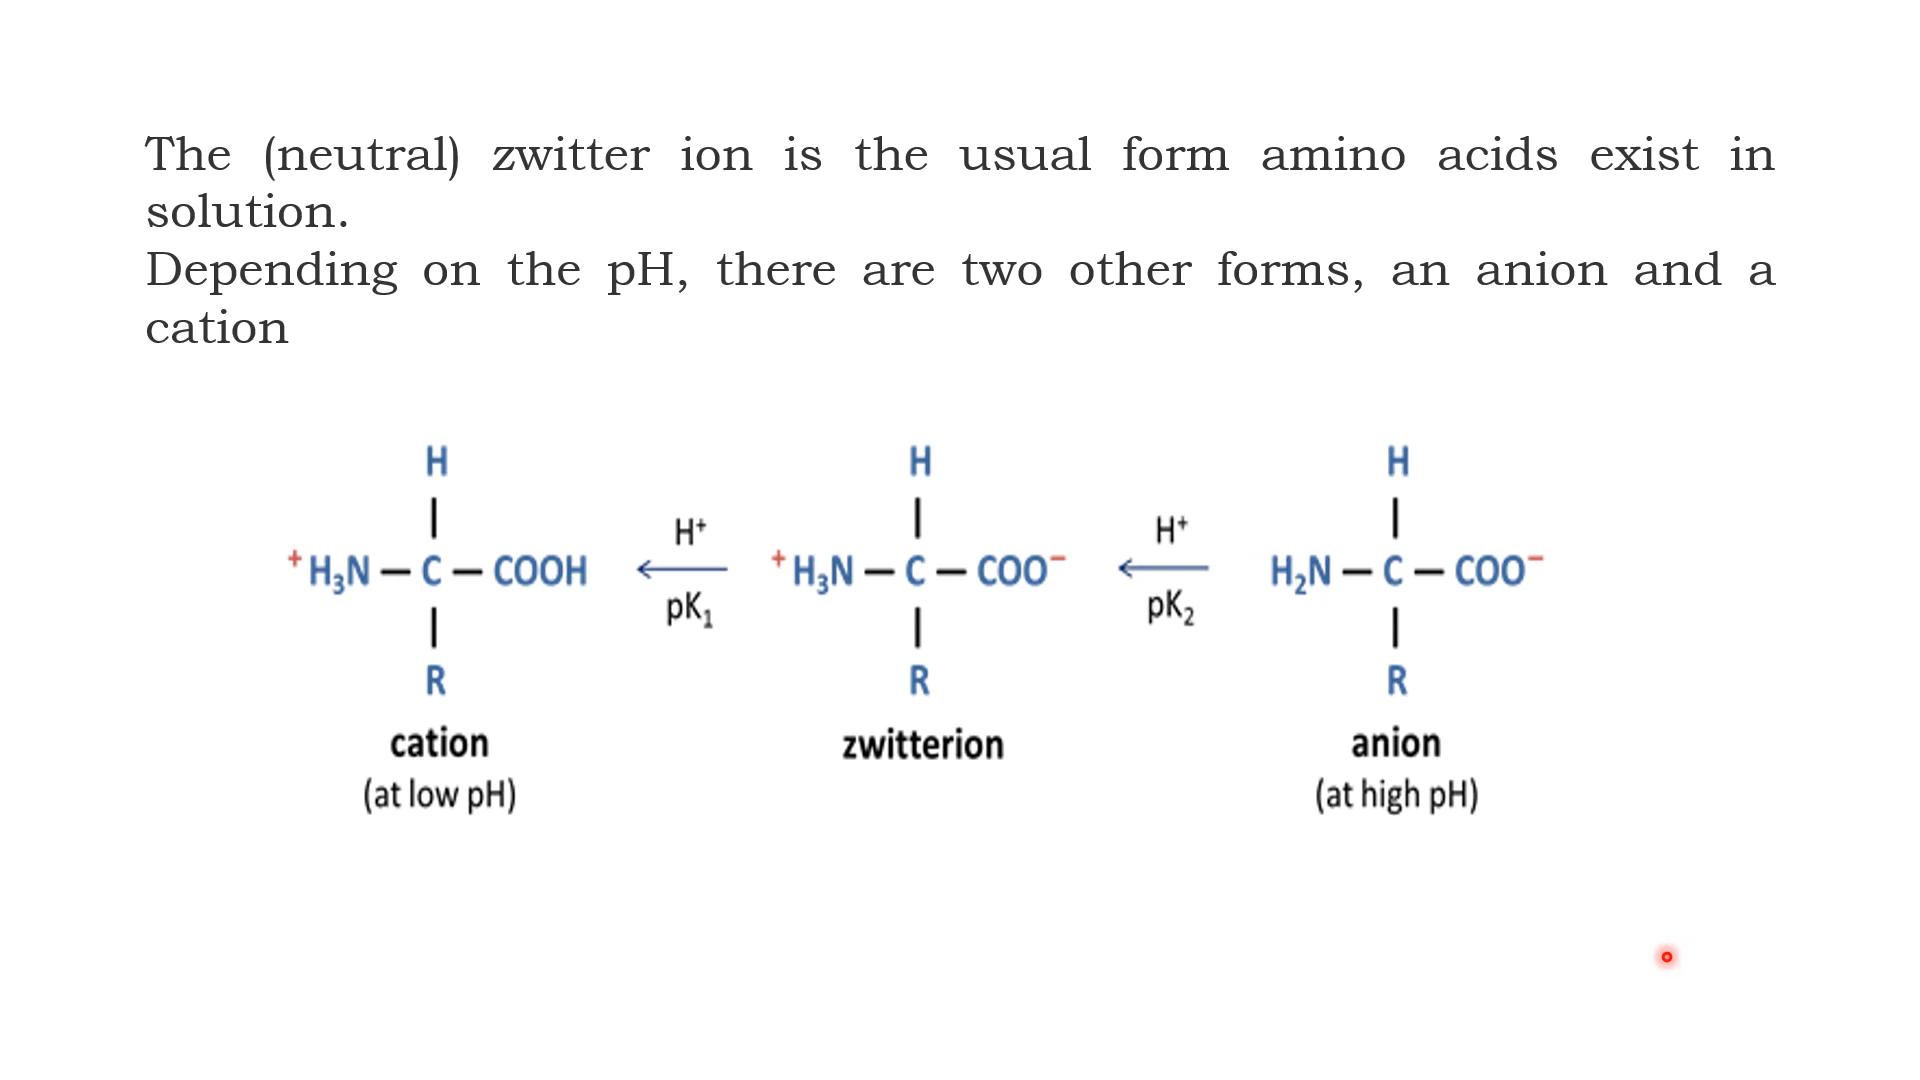 The (neutral) zwitter ion is the usual form amino acids exist in
solution.
Depending on the pH, there are two other forms, an anion and a
cation
H H H
H⁺ H⁺
⁺H₃N — C — COOH ⁺H₃N — C — COO⁻ H₂N — C — COO⁻
pK₁ pK₂
R R R
cation zwitterion anion
(at low pH) (at high pH)